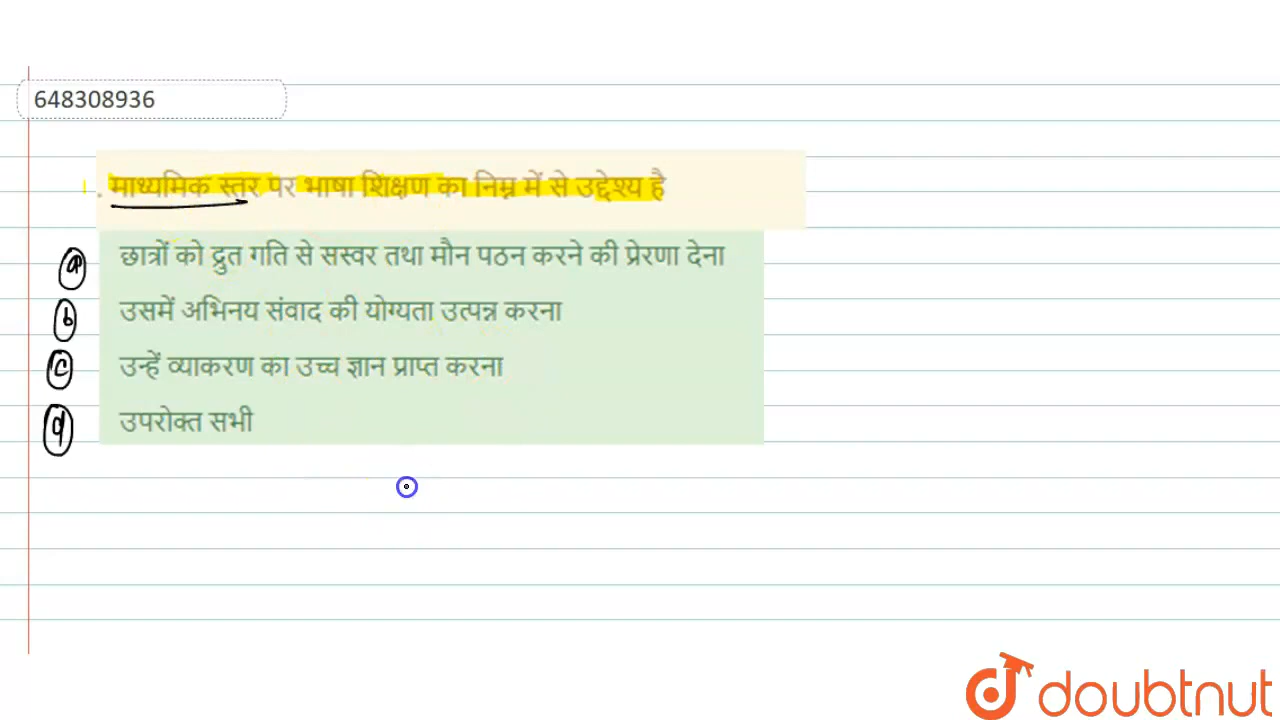 648308936
. माध्यमिक स्तर पर भाषा शिक्षण का निम्न में से उद्देश्य है
a छात्रों को द्रुत गति से सस्वर तथा मौन पठन करने की प्रेरणा देना
b उसमें अभिनय संवाद की योग्यता उत्पन्न करना
c उन्हें व्याकरण का उच्च ज्ञान प्राप्त करना
d उपरोक्त सभी
doubtnut